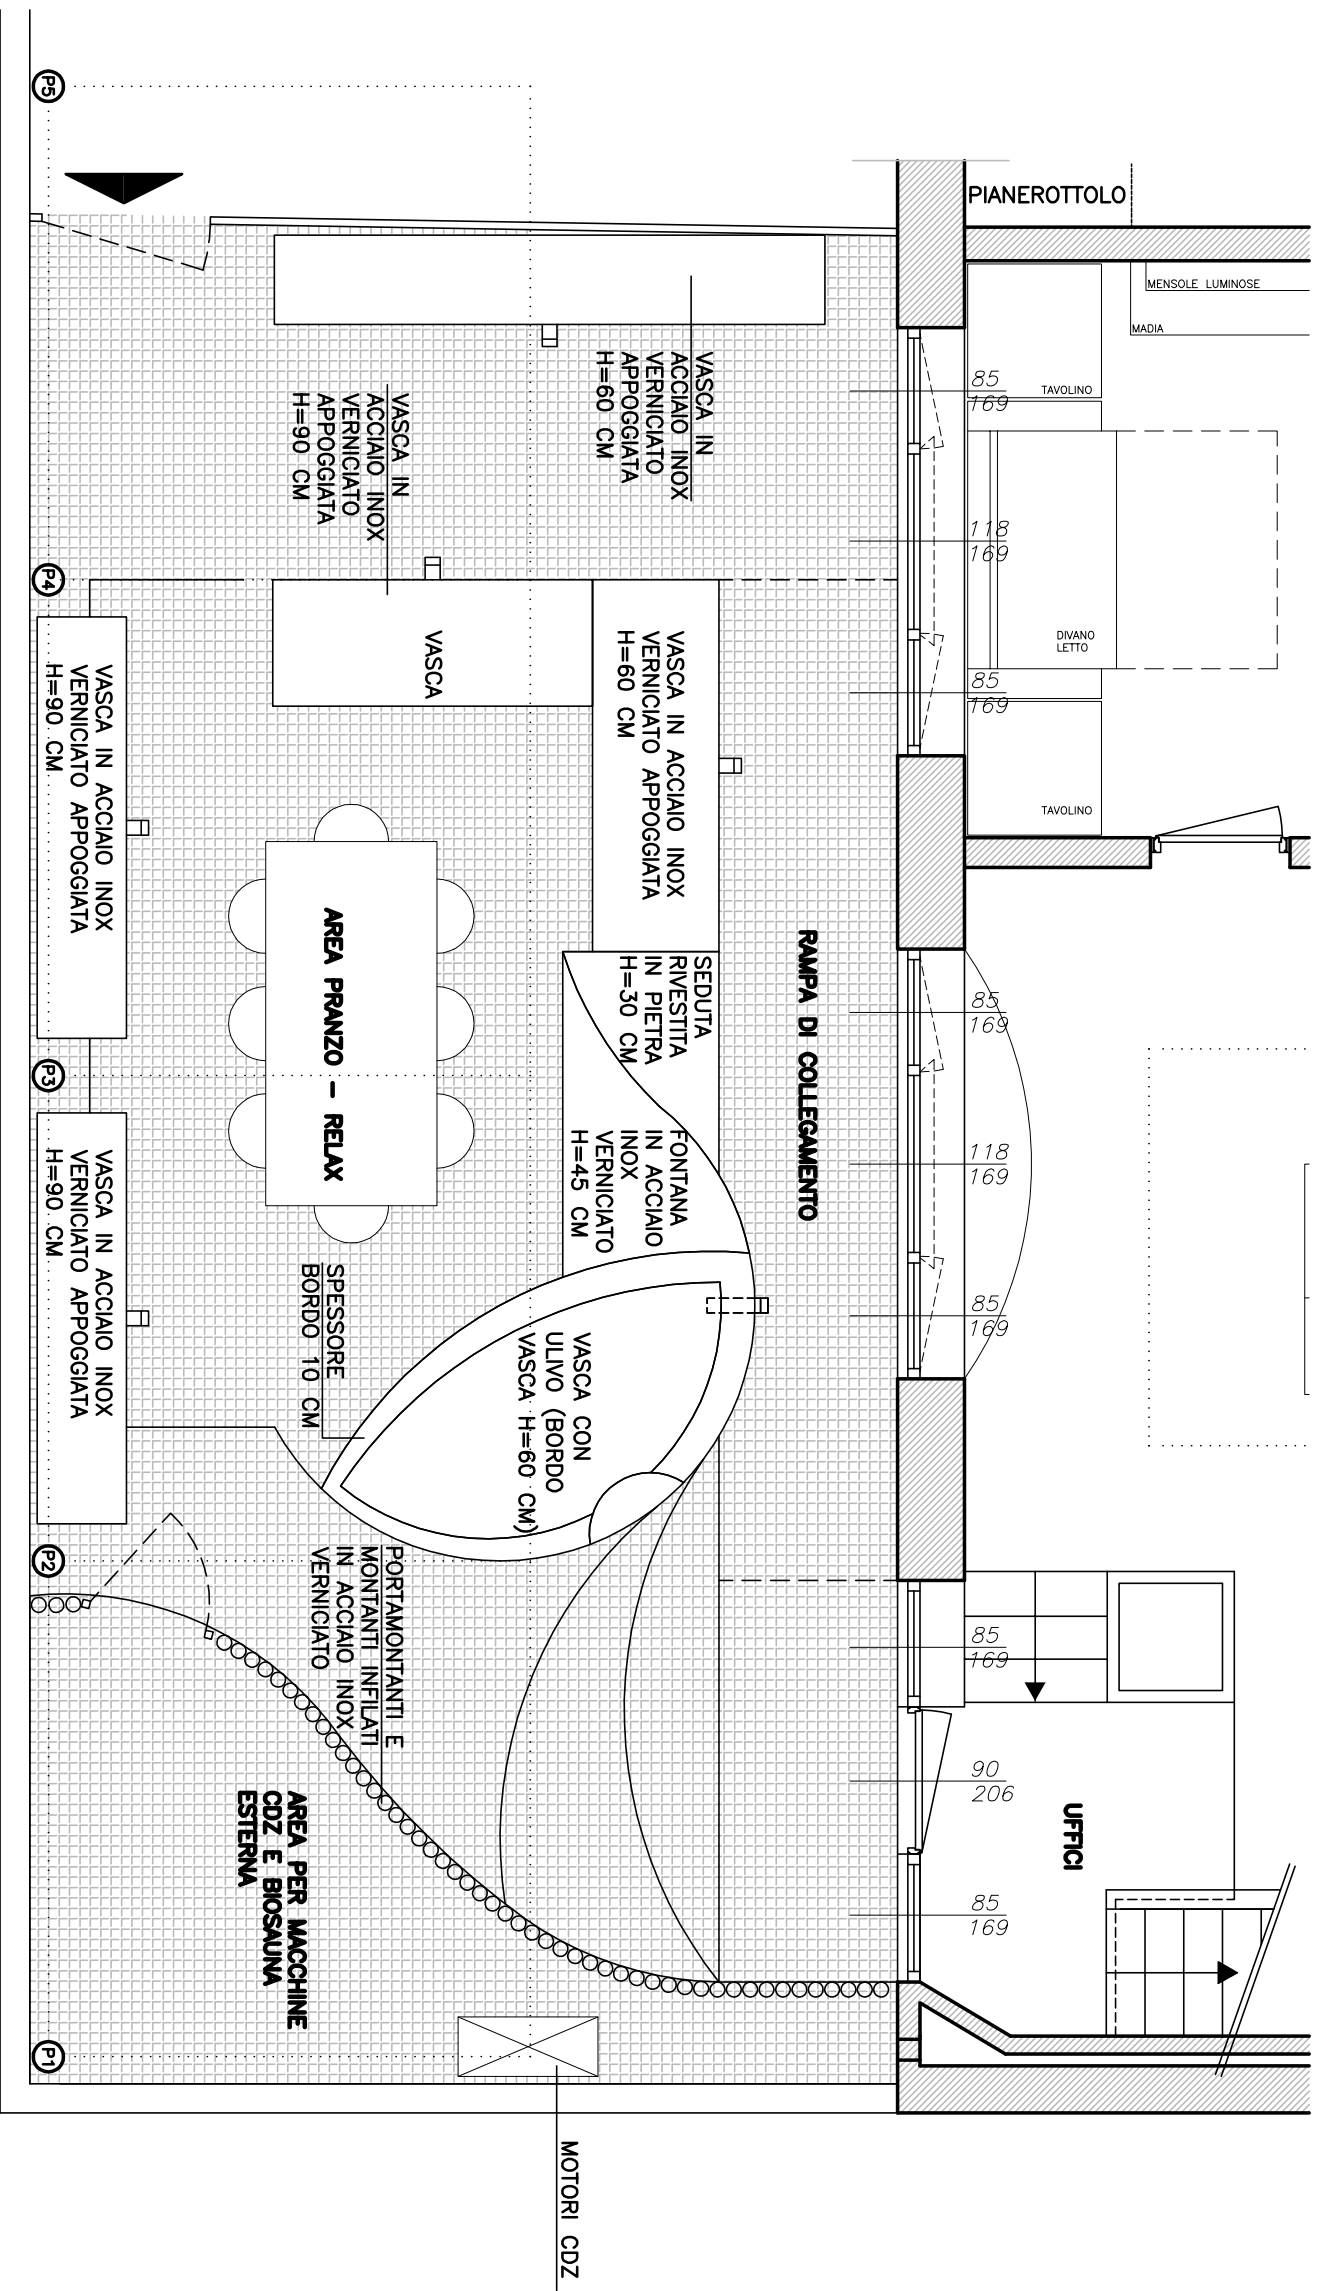 PIANEROTTOLO
MENSOLE LUMINOSE
MADIA
TAVOLINO
DIVANO
LETTO
TAVOLINO
85
169
118
169
85
169
85
169
118
169
85
169
85
169
90
206
85
169
UFFICI
RAMPA DI COLLEGAMENTO
VASCA IN
ACCIAIO INOX
VERNICIATO
APPOGGIATA
H=60 CM
VASCA IN
ACCIAIO INOX
VERNICIATO
APPOGGIATA
H=90 CM
VASCA
VASCA IN ACCIAIO INOX
VERNICIATO APPOGGIATA
H=60 CM
SEDUTA
RIVESTITA
IN PIETRA
H=30 CM
FONTANA
IN ACCIAIO
INOX
VERNICIATO
H=45 CM
VASCA CON
ULIVO (BORDO
VASCA H=60 CM)
SPESSORE
BORDO 10 CM
AREA PRANZO – RELAX
VASCA IN ACCIAIO INOX
VERNICIATO APPOGGIATA
H=90 CM
VASCA IN ACCIAIO INOX
VERNICIATO APPOGGIATA
H=90 CM
PORTAMONTANTI E
MONTANTI INFILATI
IN ACCIAIO INOX
VERNICIATO
AREA PER MACCHINE
CDZ E BIOSAUNA
ESTERNA
MOTORI CDZ
P5
P4
P3
P2
P1